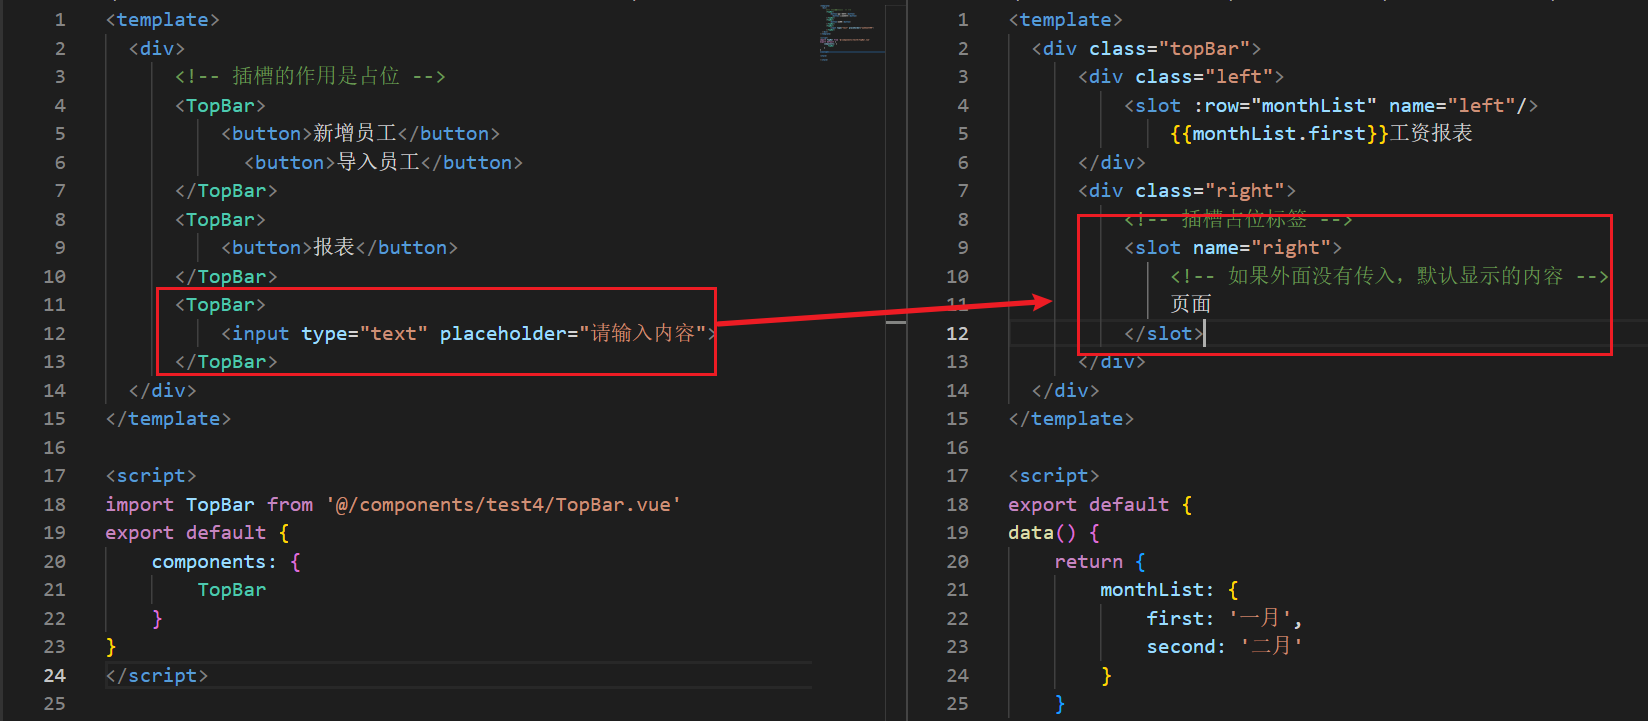 1 <template>
2 <div>
3 <!-- 插槽的作用是占位 -->
4 <TopBar>
5 <button>新增员工</button>
6 <button>导入员工</button>
7 </TopBar>
8 <TopBar>
9 <button>报表</button>
10 </TopBar>
11 <TopBar>
12 <input type="text" placeholder="请输入内容">
13 </TopBar>
14 </div>
15 </template>
16
17 <script>
18 import TopBar from '@/components/test4/TopBar.vue'
19 export default {
20 components: {
21 TopBar
22 }
23 }
24 </script>
25
1 <template>
2 <div class="topBar">
3 <div class="left">
4 <slot :row="monthList" name="left"/>
5 {{monthList.first}}工资报表
6 </div>
7 <div class="right">
8 <!-- 插槽占位标签 -->
9 <slot name="right">
10 <!-- 如果外面没有传入，默认显示的内容 -->
11 页面
12 </slot>
13 </div>
14 </div>
15 </template>
16
17 <script>
18 export default {
19 data() {
20 return {
21 monthList: {
22 first: '一月',
23 second: '二月'
24 }
25 }